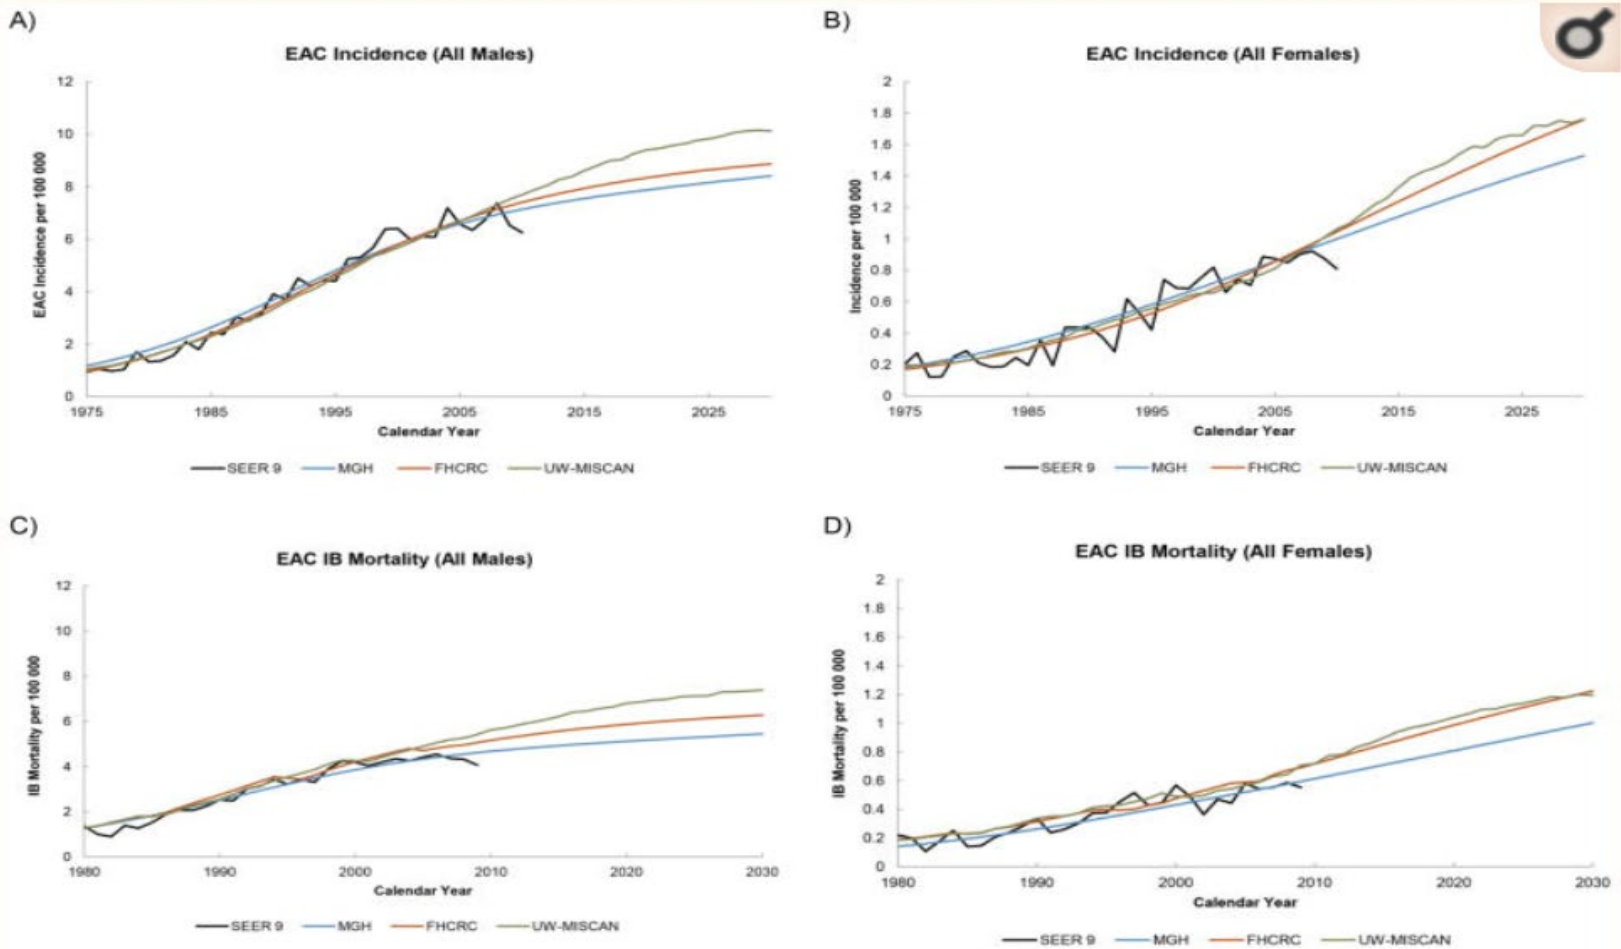 A)
EAC Incidence (All Males)
12
10
8
6
4
2
0
EAC Incidence per 100 000
1975 1985 1995 2005 2015 2025
Calendar Year
SEER 9 MGH FHCRC UW-MISCAN
B)
EAC Incidence (All Females)
2
1.8
1.6
1.4
1.2
1
0.8
0.6
0.4
0.2
0
Incidence per 100 000
1975 1985 1995 2005 2015 2025
Calendar Year
SEER 9 MGH FHCRC UW-MISCAN
C)
EAC IB Mortality (All Males)
12
10
8
6
4
2
0
IB Mortality per 100 000
1980 1990 2000 2010 2020 2030
Calendar Year
SEER 9 MGH FHCRC UW-MISCAN
D)
EAC IB Mortality (All Females)
2
1.8
1.6
1.4
1.2
1
0.8
0.6
0.4
0.2
0
IB Mortality per 100 000
1980 1990 2000 2010 2020 2030
Calendar Year
SEER 9 MGH FHCRC UW-MISCAN